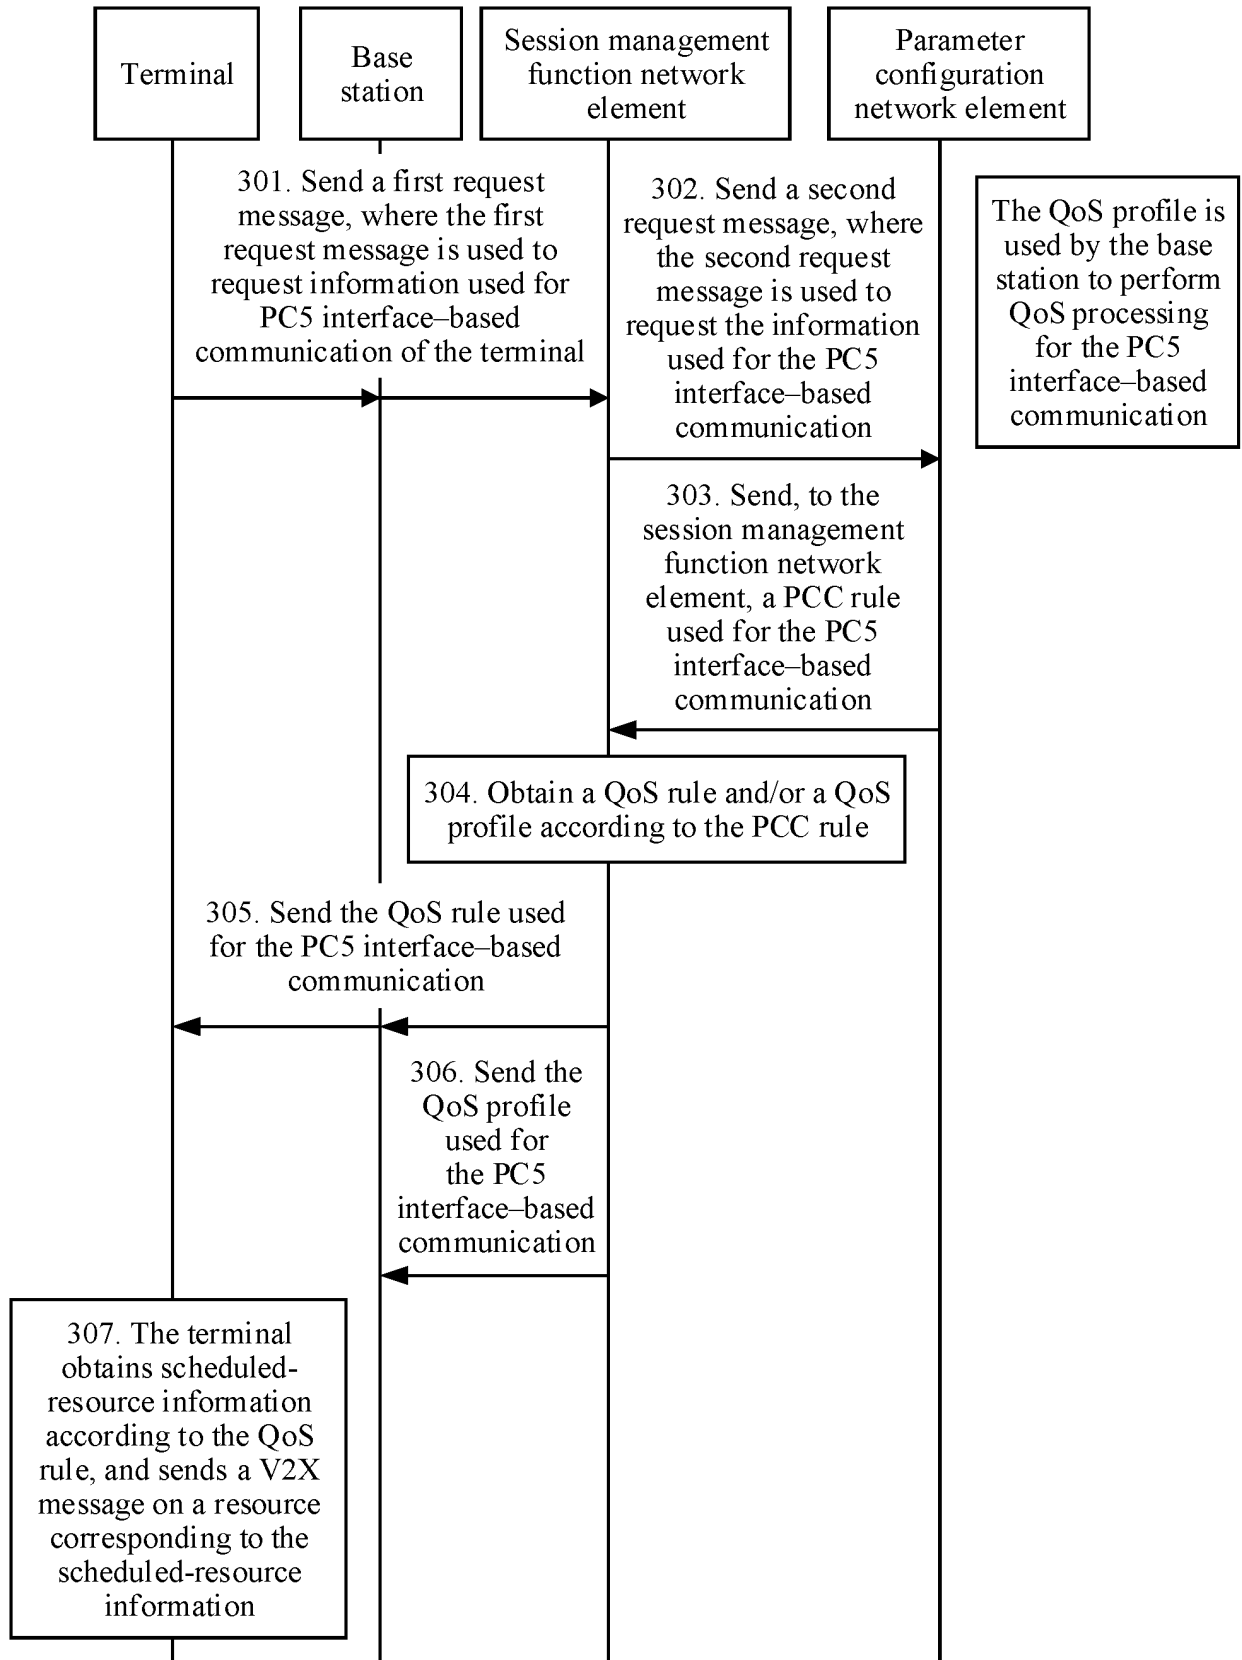 Terminal
Base
station
Session management
function network
element
Parameter
configuration
network element
301. Send a first request
message, where the first
request message is used to
request information used for
PC5 interface–based
communication of the terminal
302. Send a second
request message, where
the second request
message is used to
request the information
used for the PC5
interface–based
communication
The QoS profile is
used by the base
station to perform
QoS processing
for the PC5
interface–based
communication
303. Send, to the
session management
function network
element, a PCC rule
used for the PC5
interface–based
communication
304. Obtain a QoS rule and/or a QoS
profile according to the PCC rule
305. Send the QoS rule used
for the PC5 interface–based
communication
306. Send the
QoS profile
used for
the PC5
interface–based
communication
307. The terminal
obtains scheduled-
resource information
according to the QoS
rule, and sends a V2X
message on a resource
corresponding to the
scheduled-resource
information